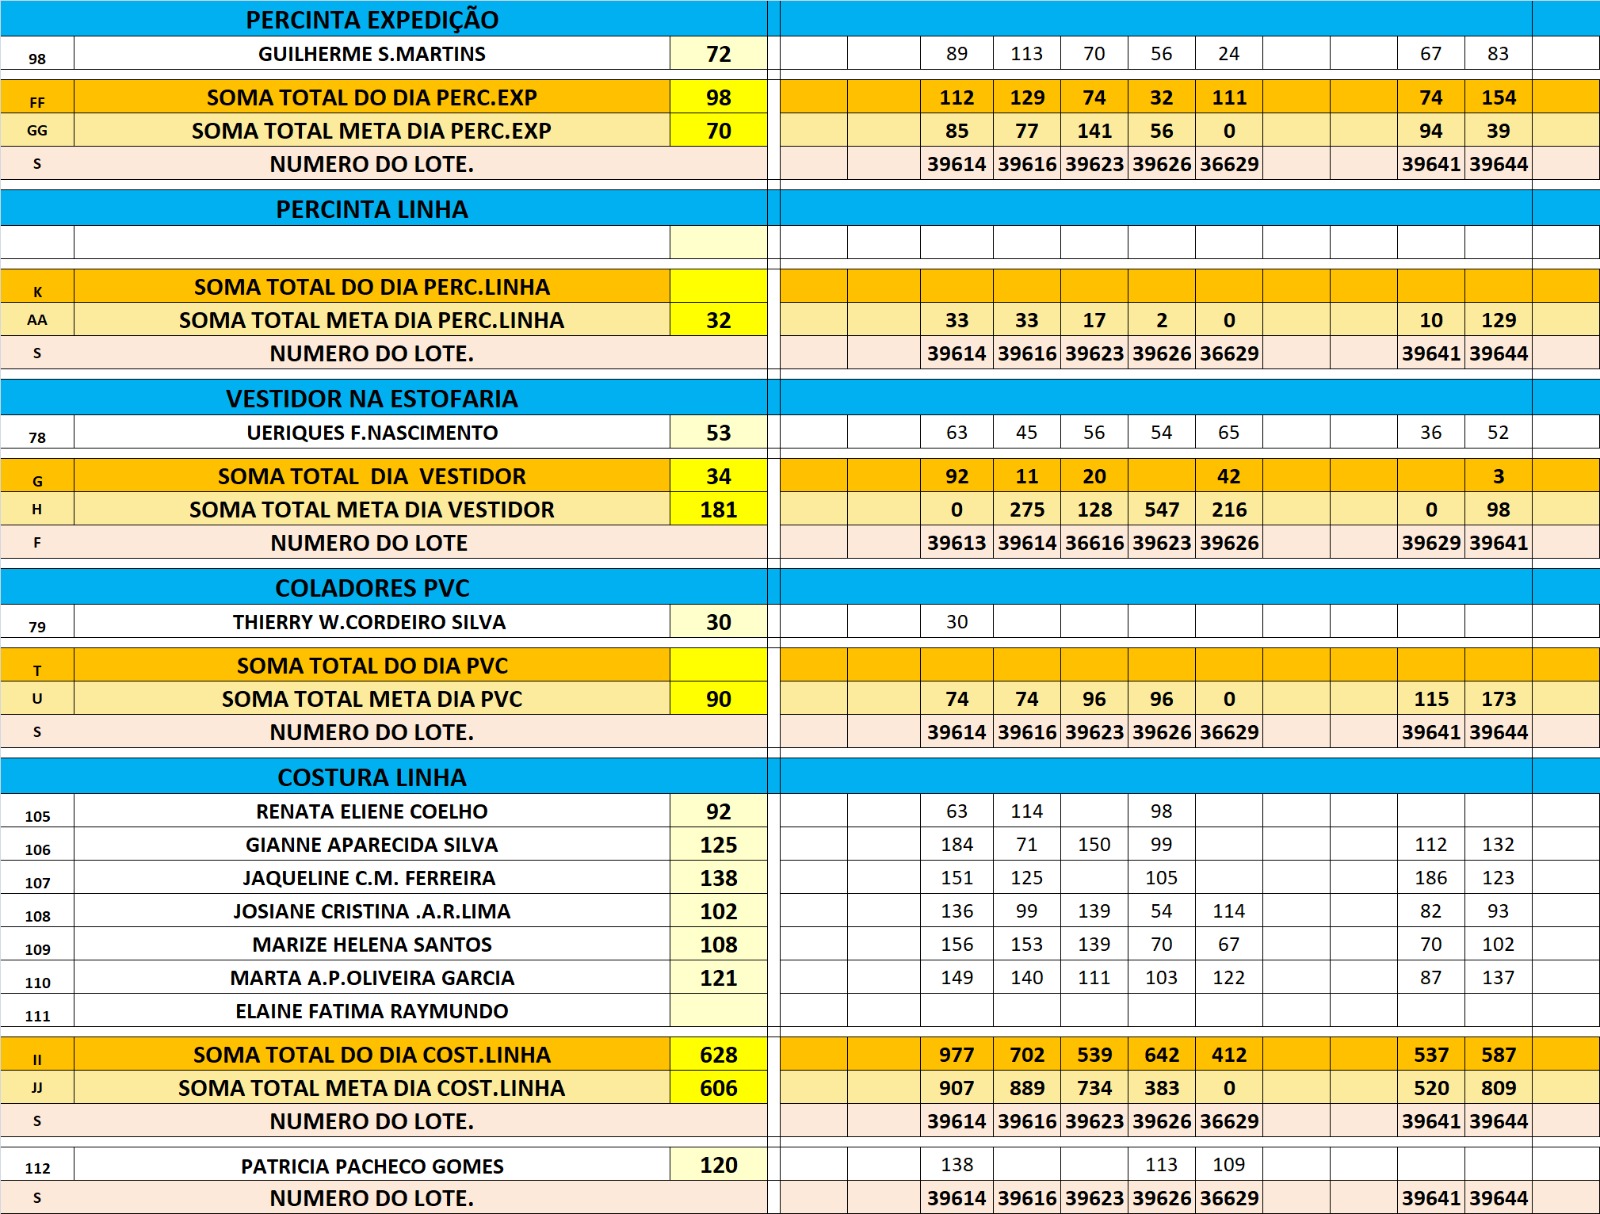 PERCINTA EXPEDIÇÃO
98 GUILHERME S.MARTINS 72 89 113 70 56 24 67 83
FF SOMA TOTAL DO DIA PERC.EXP 98 112 129 74 32 111 74 154
GG SOMA TOTAL META DIA PERC.EXP 70 85 77 141 56 0 94 39
S NUMERO DO LOTE. 39614 39616 39623 39626 36629 39641 39644
PERCINTA LINHA
K SOMA TOTAL DO DIA PERC.LINHA
AA SOMA TOTAL META DIA PERC.LINHA 32 33 33 17 2 0 10 129
S NUMERO DO LOTE. 39614 39616 39623 39626 36629 39641 39644
VESTIDOR NA ESTOFARIA
78 UERIQUES F.NASCIMENTO 53 63 45 56 54 65 36 52
G SOMA TOTAL DIA VESTIDOR 34 92 11 20 42 3
H SOMA TOTAL META DIA VESTIDOR 181 0 275 128 547 216 0 98
F NUMERO DO LOTE 39613 39614 36616 39623 39626 39629 39641
COLADORES PVC
79 THIERRY W.CORDEIRO SILVA 30 30
T SOMA TOTAL DO DIA PVC
U SOMA TOTAL META DIA PVC 90 74 74 96 96 0 115 173
S NUMERO DO LOTE. 39614 39616 39623 39626 36629 39641 39644
COSTURA LINHA
105 RENATA ELIENE COELHO 92 63 114 98
106 GIANNE APARECIDA SILVA 125 184 71 150 99 112 132
107 JAQUELINE C.M. FERREIRA 138 151 125 105 186 123
108 JOSIANE CRISTINA .A.R.LIMA 102 136 99 139 54 114 82 93
109 MARIZE HELENA SANTOS 108 156 153 139 70 67 70 102
110 MARTA A.P.OLIVEIRA GARCIA 121 149 140 111 103 122 87 137
111 ELAINE FATIMA RAYMUNDO
II SOMA TOTAL DO DIA COST.LINHA 628 977 702 539 642 412 537 587
JJ SOMA TOTAL META DIA COST.LINHA 606 907 889 734 383 0 520 809
S NUMERO DO LOTE. 39614 39616 39623 39626 36629 39641 39644
112 PATRICIA PACHECO GOMES 120 138 113 109
S NUMERO DO LOTE. 39614 39616 39623 39626 36629 39641 39644